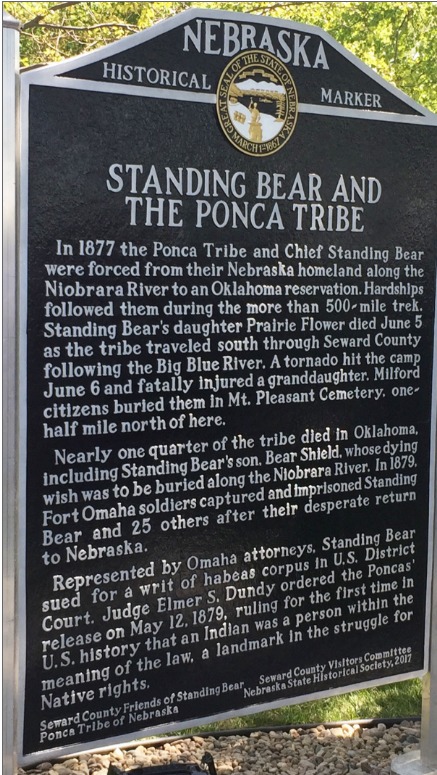 NEBRASKA
HISTORICAL MARKER
GREAT SEAL OF THE STATE OF NEBRASKA
MARCH 1ST 1867
STANDING BEAR AND
THE PONCA TRIBE
In 1877 the Ponca Tribe and Chief Standing Bear
were forced from their Nebraska homeland along the
Niobrara River to an Oklahoma reservation. Hardships
followed them during the more than 500-mile trek.
Standing Bear's daughter Prairie Flower died June 5
as the tribe traveled south through Seward County
following the Big Blue River. A tornado hit the camp
June 6 and fatally injured a granddaughter. Milford
citizens buried them in Mt. Pleasant Cemetery, one-
half mile north of here.
Nearly one quarter of the tribe died in Oklahoma,
including Standing Bear's son, Bear Shield, whose dying
wish was to be buried along the Niobrara River. In 1879,
Fort Omaha soldiers captured and imprisoned Standing
Bear and 25 others after their desperate return
to Nebraska.
Represented by Omaha attorneys, Standing Bear
sued for a writ of habeas corpus in U.S. District
Court. Judge Elmer S. Dundy ordered the Poncas'
release on May 12, 1879, ruling for the first time in
U.S. history that an Indian was a person within the
meaning of the law, a landmark in the struggle for
Native rights.
Seward County Friends of Standing Bear
Ponca Tribe of Nebraska
Seward County Visitors Committee
Nebraska State Historical Society, 2017